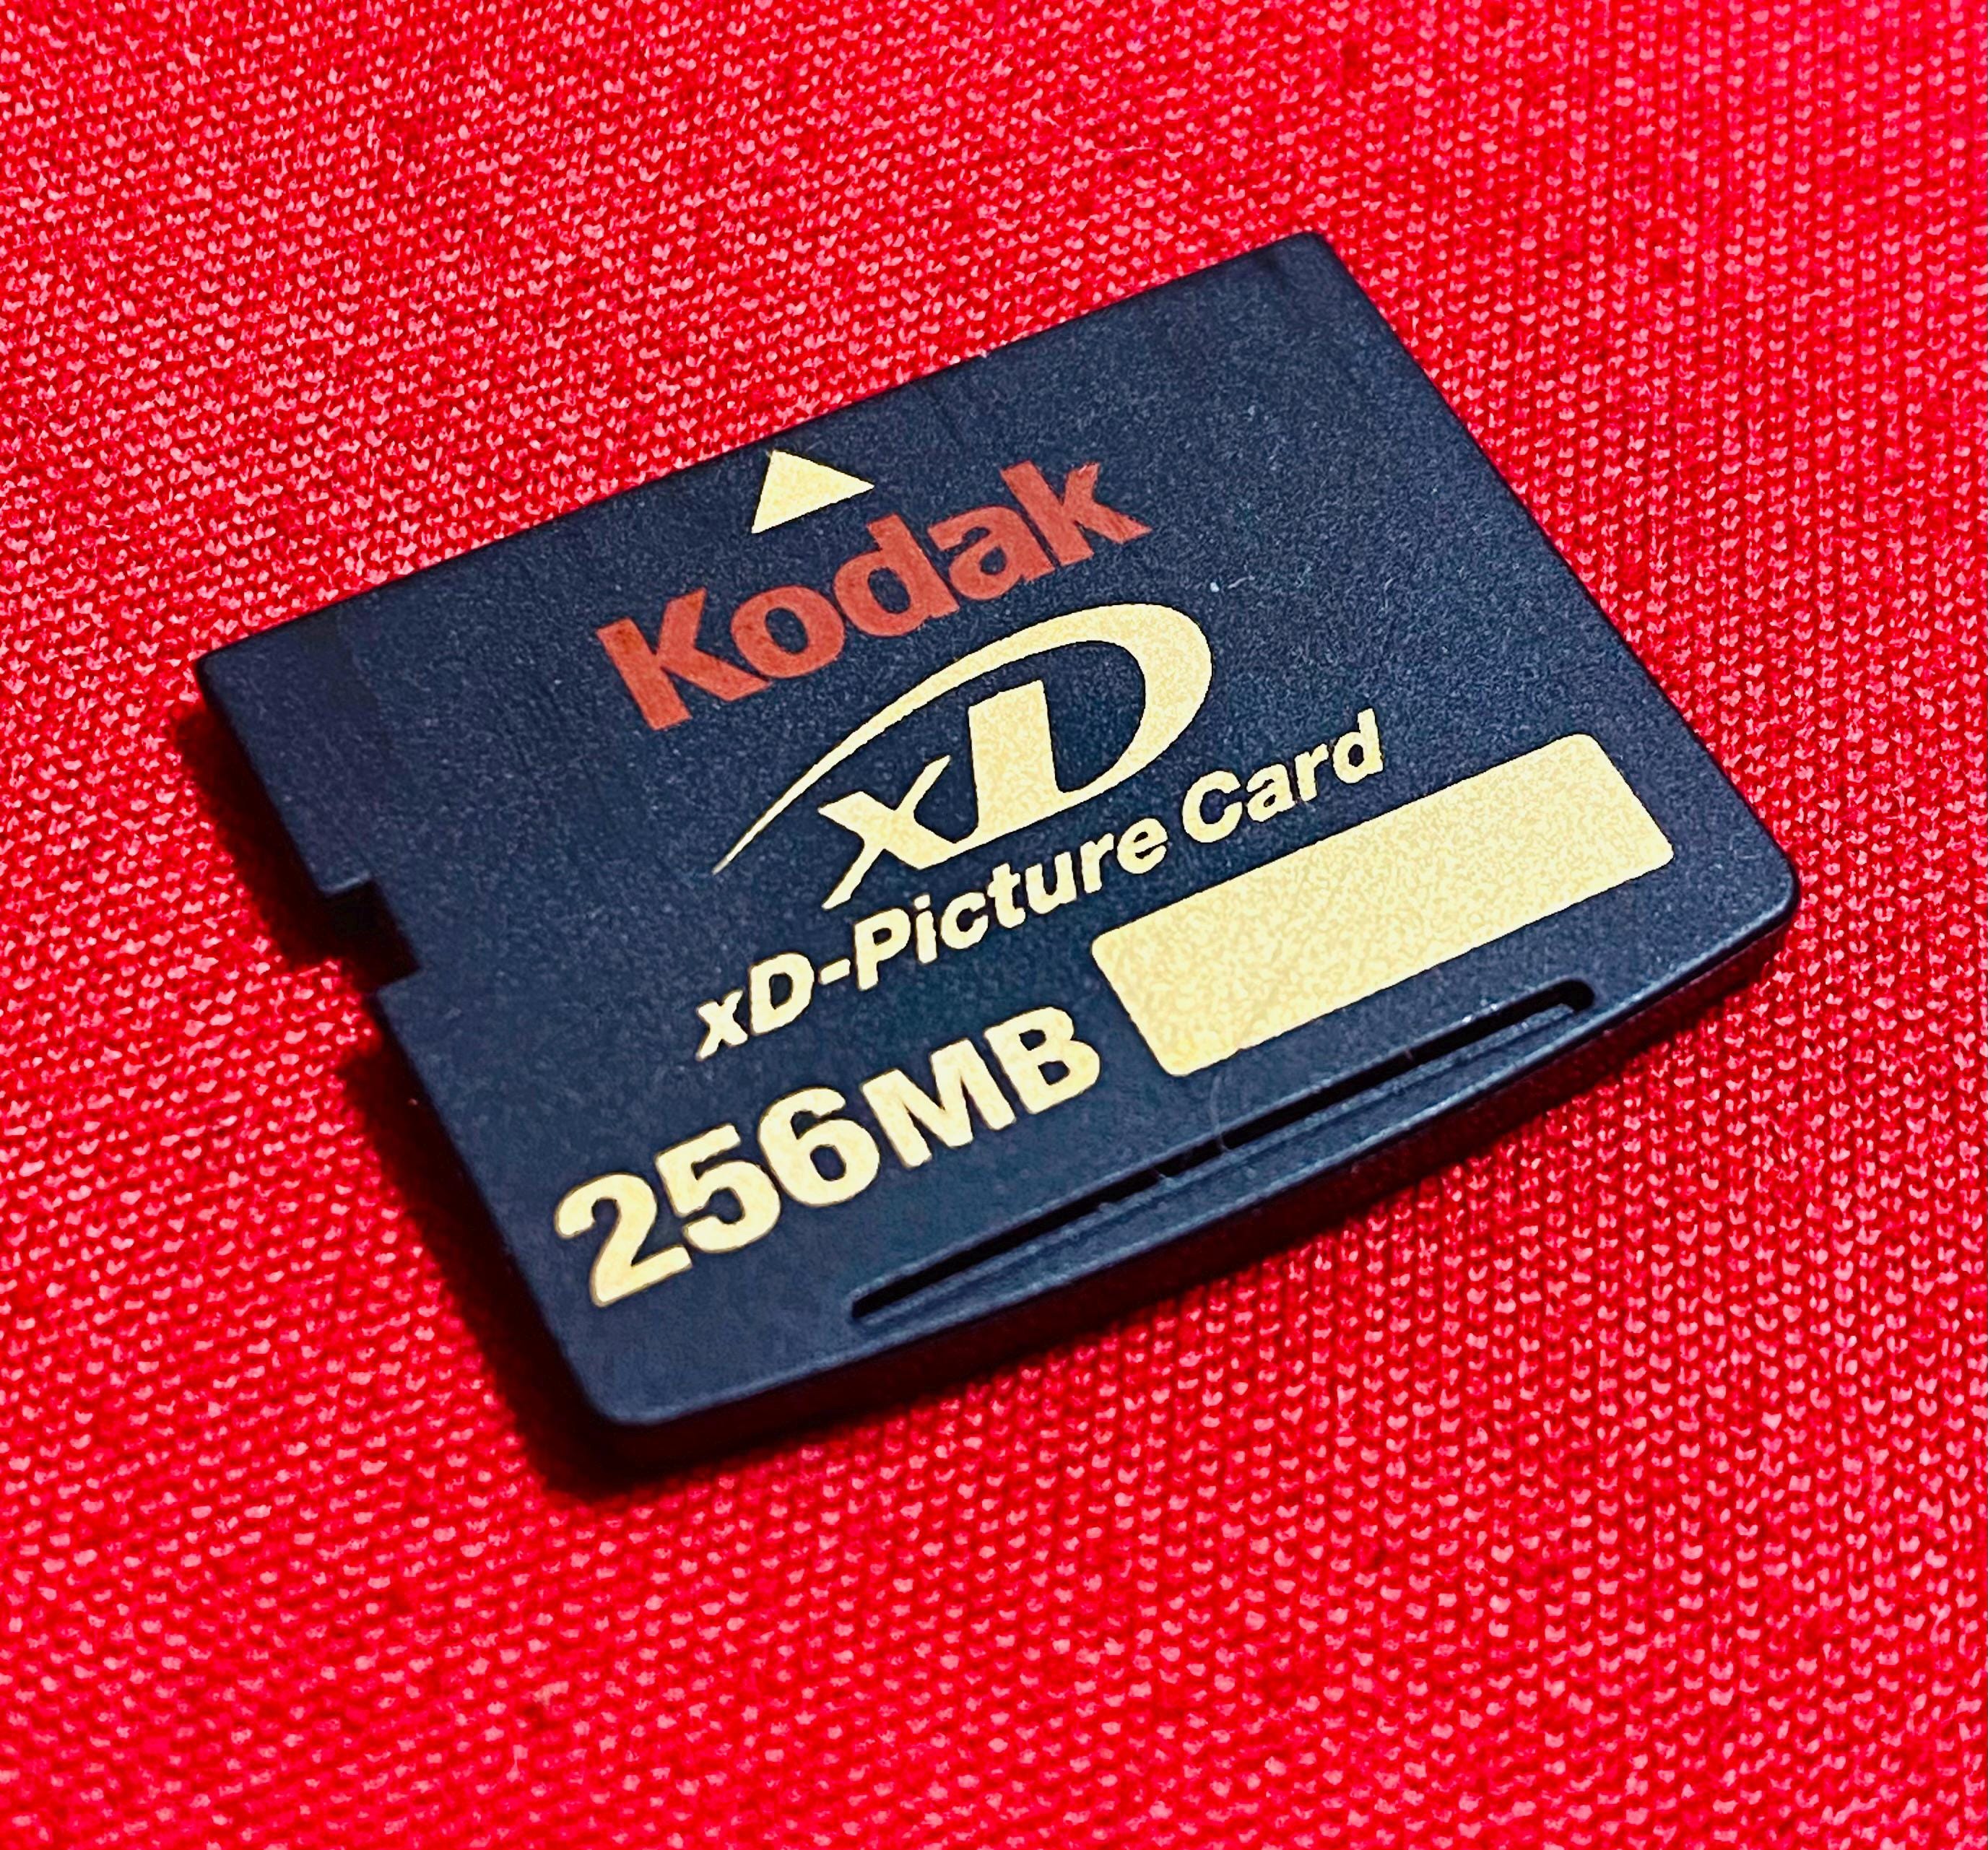 Kodak
xD
xD-Picture Card
256MB